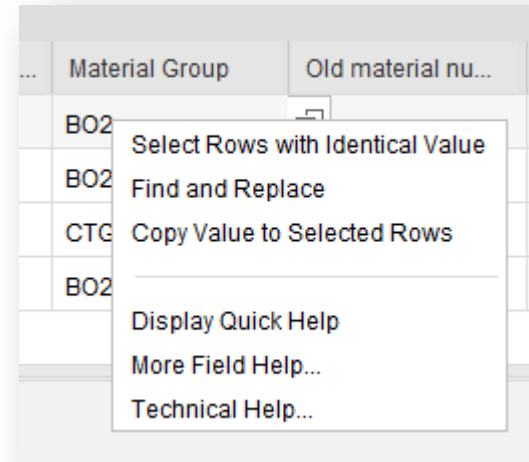 ... Material Group Old material nu...
BO2
Select Rows with Identical Value
BO2
Find and Replace
CTG
Copy Value to Selected Rows
BO2
Display Quick Help
More Field Help...
Technical Help...